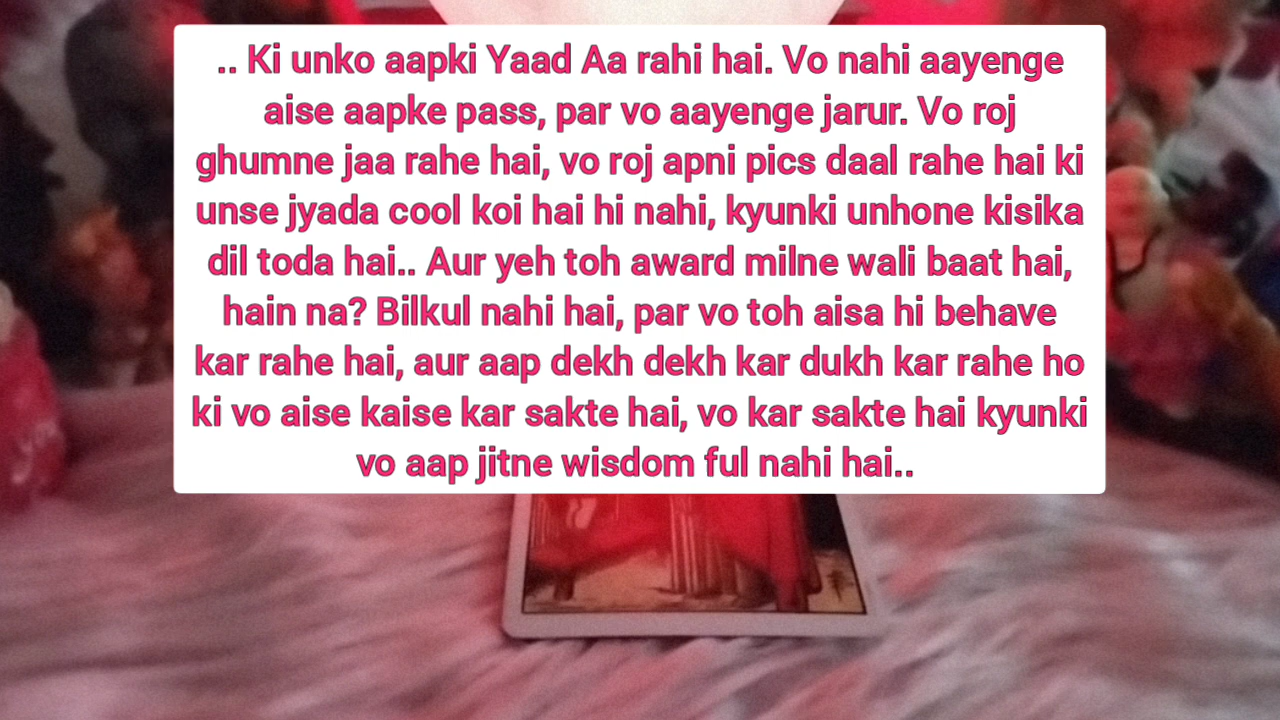 .. Ki unko aapki Yaad Aa rahi hai. Vo nahi aayenge
aise aapke pass, par vo aayenge jarur. Vo roj
ghumne jaa rahe hai, vo roj apni pics daal rahe hai ki
unse jyada cool koi hai hi nahi, kyunki unhone kisika
dil toda hai.. Aur yeh toh award milne wali baat hai,
hain na? Bilkul nahi hai, par vo toh aisa hi behave
kar rahe hai, aur aap dekh dekh kar dukh kar rahe ho
ki vo aise kaise kar sakte hai, vo kar sakte hai kyunki
vo aap jitne wisdom ful nahi hai..